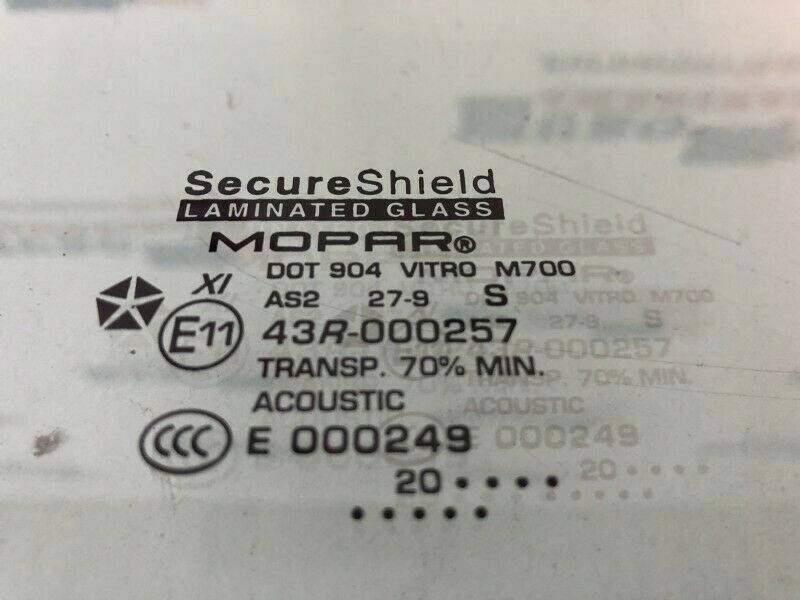 SecureShield
LAMINATED GLASS
MOPAR®
DOT 904 VITRO M700
XI AS2 27-9 S
E11 43R-000257
TRANSP. 70% MIN.
ACOUSTIC
CCC E 000249
20 • • • •
• • • • •